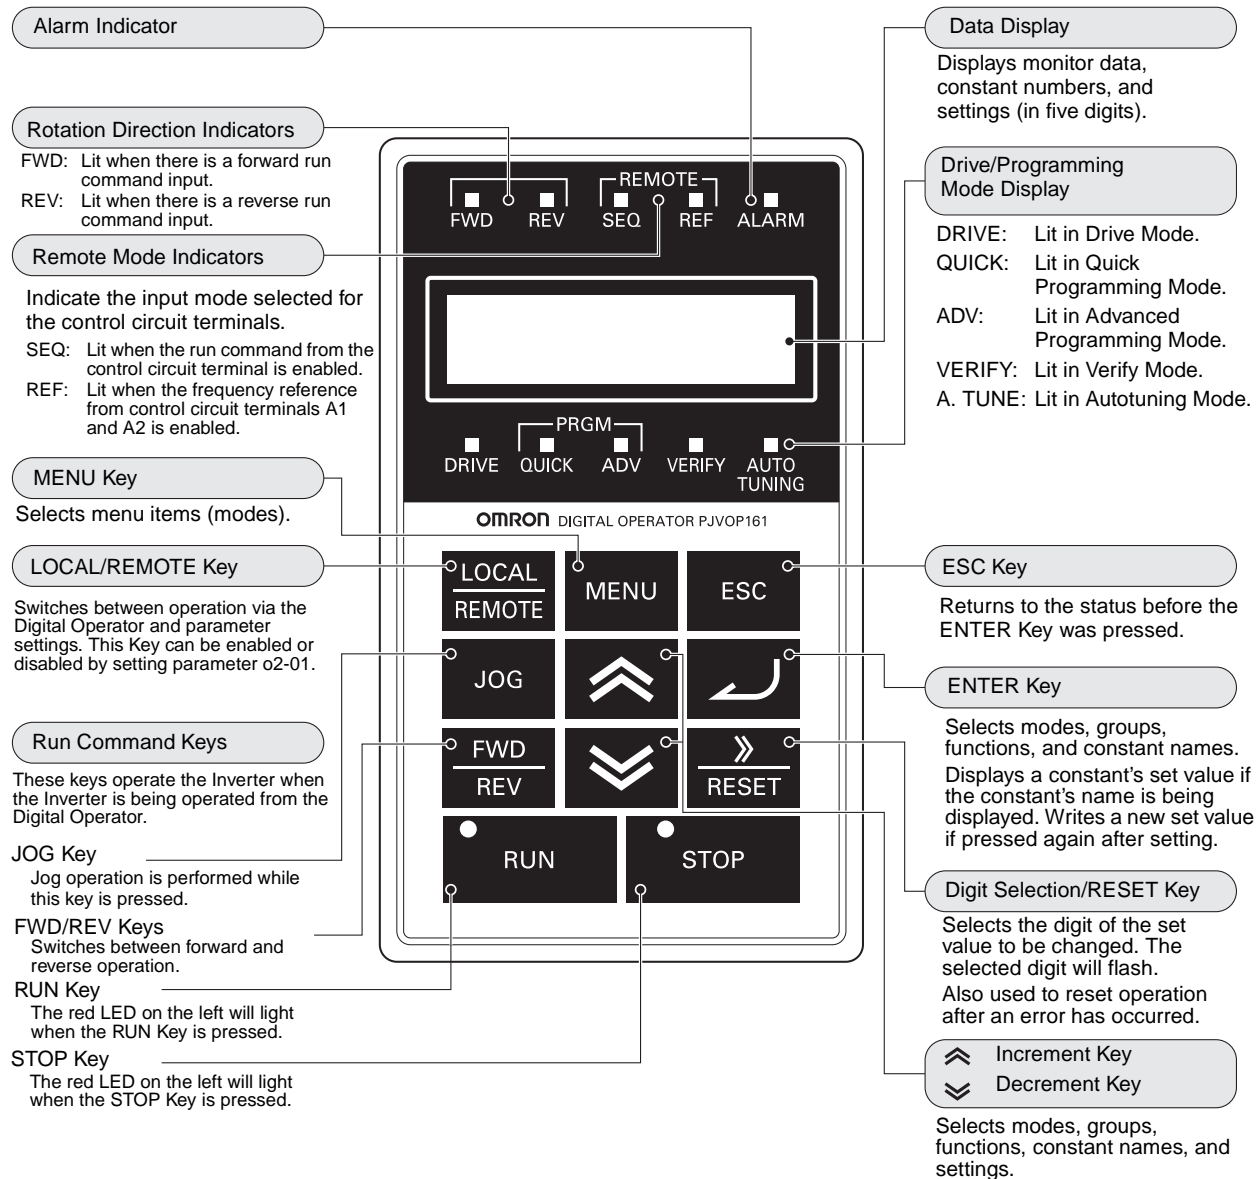 Alarm Indicator
Rotation Direction Indicators
FWD: Lit when there is a forward run
command input.
REV: Lit when there is a reverse run
command input.
Remote Mode Indicators
Indicate the input mode selected for
the control circuit terminals.
SEQ: Lit when the run command from the
control circuit terminal is enabled.
REF: Lit when the frequency reference
from control circuit terminals A1
and A2 is enabled.
MENU Key
Selects menu items (modes).
LOCAL/REMOTE Key
Switches between operation via the
Digital Operator and parameter
settings. This Key can be enabled or
disabled by setting parameter o2-01.
Run Command Keys
These keys operate the Inverter when
the Inverter is being operated from the
Digital Operator.
JOG Key
Jog operation is performed while
this key is pressed.
FWD/REV Keys
Switches between forward and
reverse operation.
RUN Key
The red LED on the left will light
when the RUN Key is pressed.
STOP Key
The red LED on the left will light
when the STOP Key is pressed.
REMOTE
FWD REV SEQ REF ALARM
PRGM
DRIVE QUICK ADV VERIFY AUTO
TUNING
OMRON DIGITAL OPERATOR PJVOP161
LOCAL
REMOTE
MENU
ESC
JOG
FWD
REV
RESET
RUN
STOP
Data Display
Displays monitor data,
constant numbers, and
settings (in five digits).
Drive/Programming
Mode Display
DRIVE: Lit in Drive Mode.
QUICK: Lit in Quick
Programming Mode.
ADV: Lit in Advanced
Programming Mode.
VERIFY: Lit in Verify Mode.
A. TUNE: Lit in Autotuning Mode.
ESC Key
Returns to the status before the
ENTER Key was pressed.
ENTER Key
Selects modes, groups,
functions, and constant names.
Displays a constant's set value if
the constant's name is being
displayed. Writes a new set value
if pressed again after setting.
Digit Selection/RESET Key
Selects the digit of the set
value to be changed. The
selected digit will flash.
Also used to reset operation
after an error has occurred.
Increment Key
Decrement Key
Selects modes, groups,
functions, constant names, and
settings.